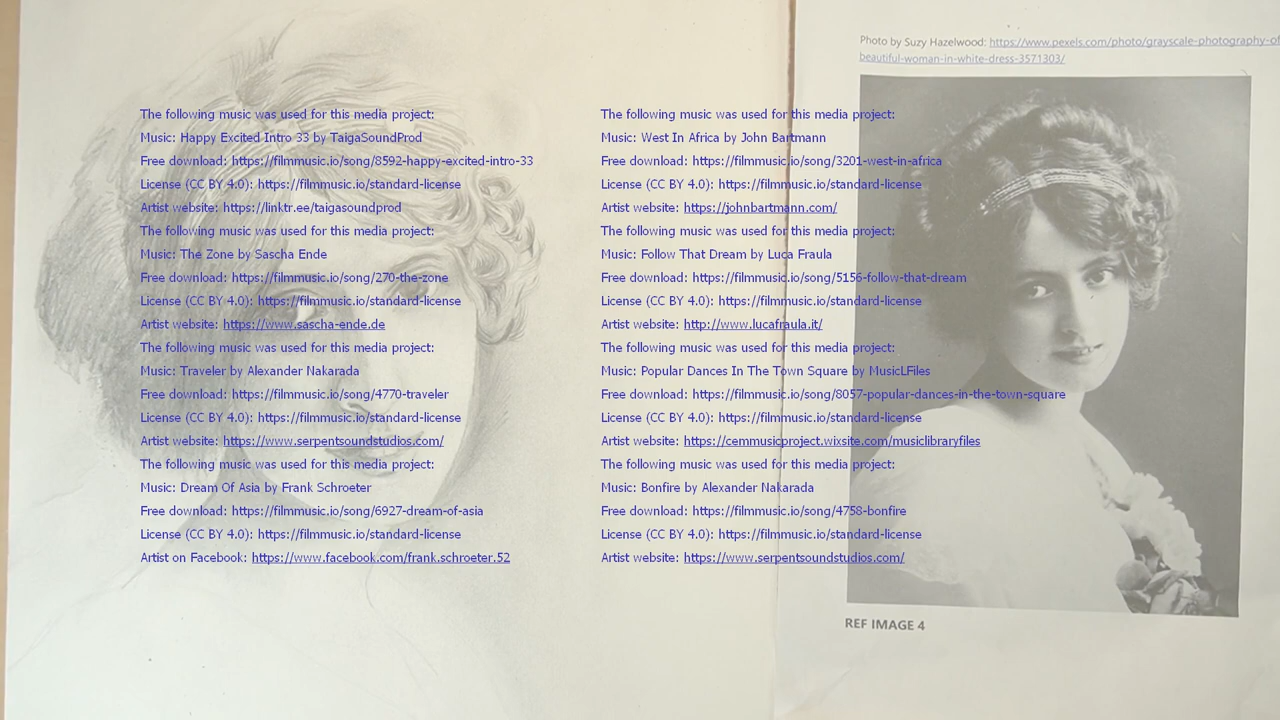 Photo by Suzy Hazelwood: https://www.pexels.com/photo/grayscale-photography-of
beautiful-woman-in-white-dress-3571303/
The following music was used for this media project:
Music: Happy Excited Intro 33 by TaigaSoundProd
Free download: https://filmmusic.io/song/8592-happy-excited-intro-33
License (CC BY 4.0): https://filmmusic.io/standard-license
Artist website: https://linktr.ee/taigasoundprod
The following music was used for this media project:
Music: The Zone by Sascha Ende
Free download: https://filmmusic.io/song/270-the-zone
License (CC BY 4.0): https://filmmusic.io/standard-license
Artist website: https://www.sascha-ende.de
The following music was used for this media project:
Music: Traveler by Alexander Nakarada
Free download: https://filmmusic.io/song/4770-traveler
License (CC BY 4.0): https://filmmusic.io/standard-license
Artist website: https://www.serpentsoundstudios.com/
The following music was used for this media project:
Music: Dream Of Asia by Frank Schroeter
Free download: https://filmmusic.io/song/6927-dream-of-asia
License (CC BY 4.0): https://filmmusic.io/standard-license
Artist on Facebook: https://www.facebook.com/frank.schroeter.52
The following music was used for this media project:
Music: West In Africa by John Bartmann
Free download: https://filmmusic.io/song/3201-west-in-africa
License (CC BY 4.0): https://filmmusic.io/standard-license
Artist website: https://johnbartmann.com/
The following music was used for this media project:
Music: Follow That Dream by Luca Fraula
Free download: https://filmmusic.io/song/5156-follow-that-dream
License (CC BY 4.0): https://filmmusic.io/standard-license
Artist website: http://www.lucafraula.it/
The following music was used for this media project:
Music: Popular Dances In The Town Square by MusicLFiles
Free download: https://filmmusic.io/song/8057-popular-dances-in-the-town-square
License (CC BY 4.0): https://filmmusic.io/standard-license
Artist website: https://cemmusicproject.wixsite.com/musiclibraryfiles
The following music was used for this media project:
Music: Bonfire by Alexander Nakarada
Free download: https://filmmusic.io/song/4758-bonfire
License (CC BY 4.0): https://filmmusic.io/standard-license
Artist website: https://www.serpentsoundstudios.com/
REF IMAGE 4